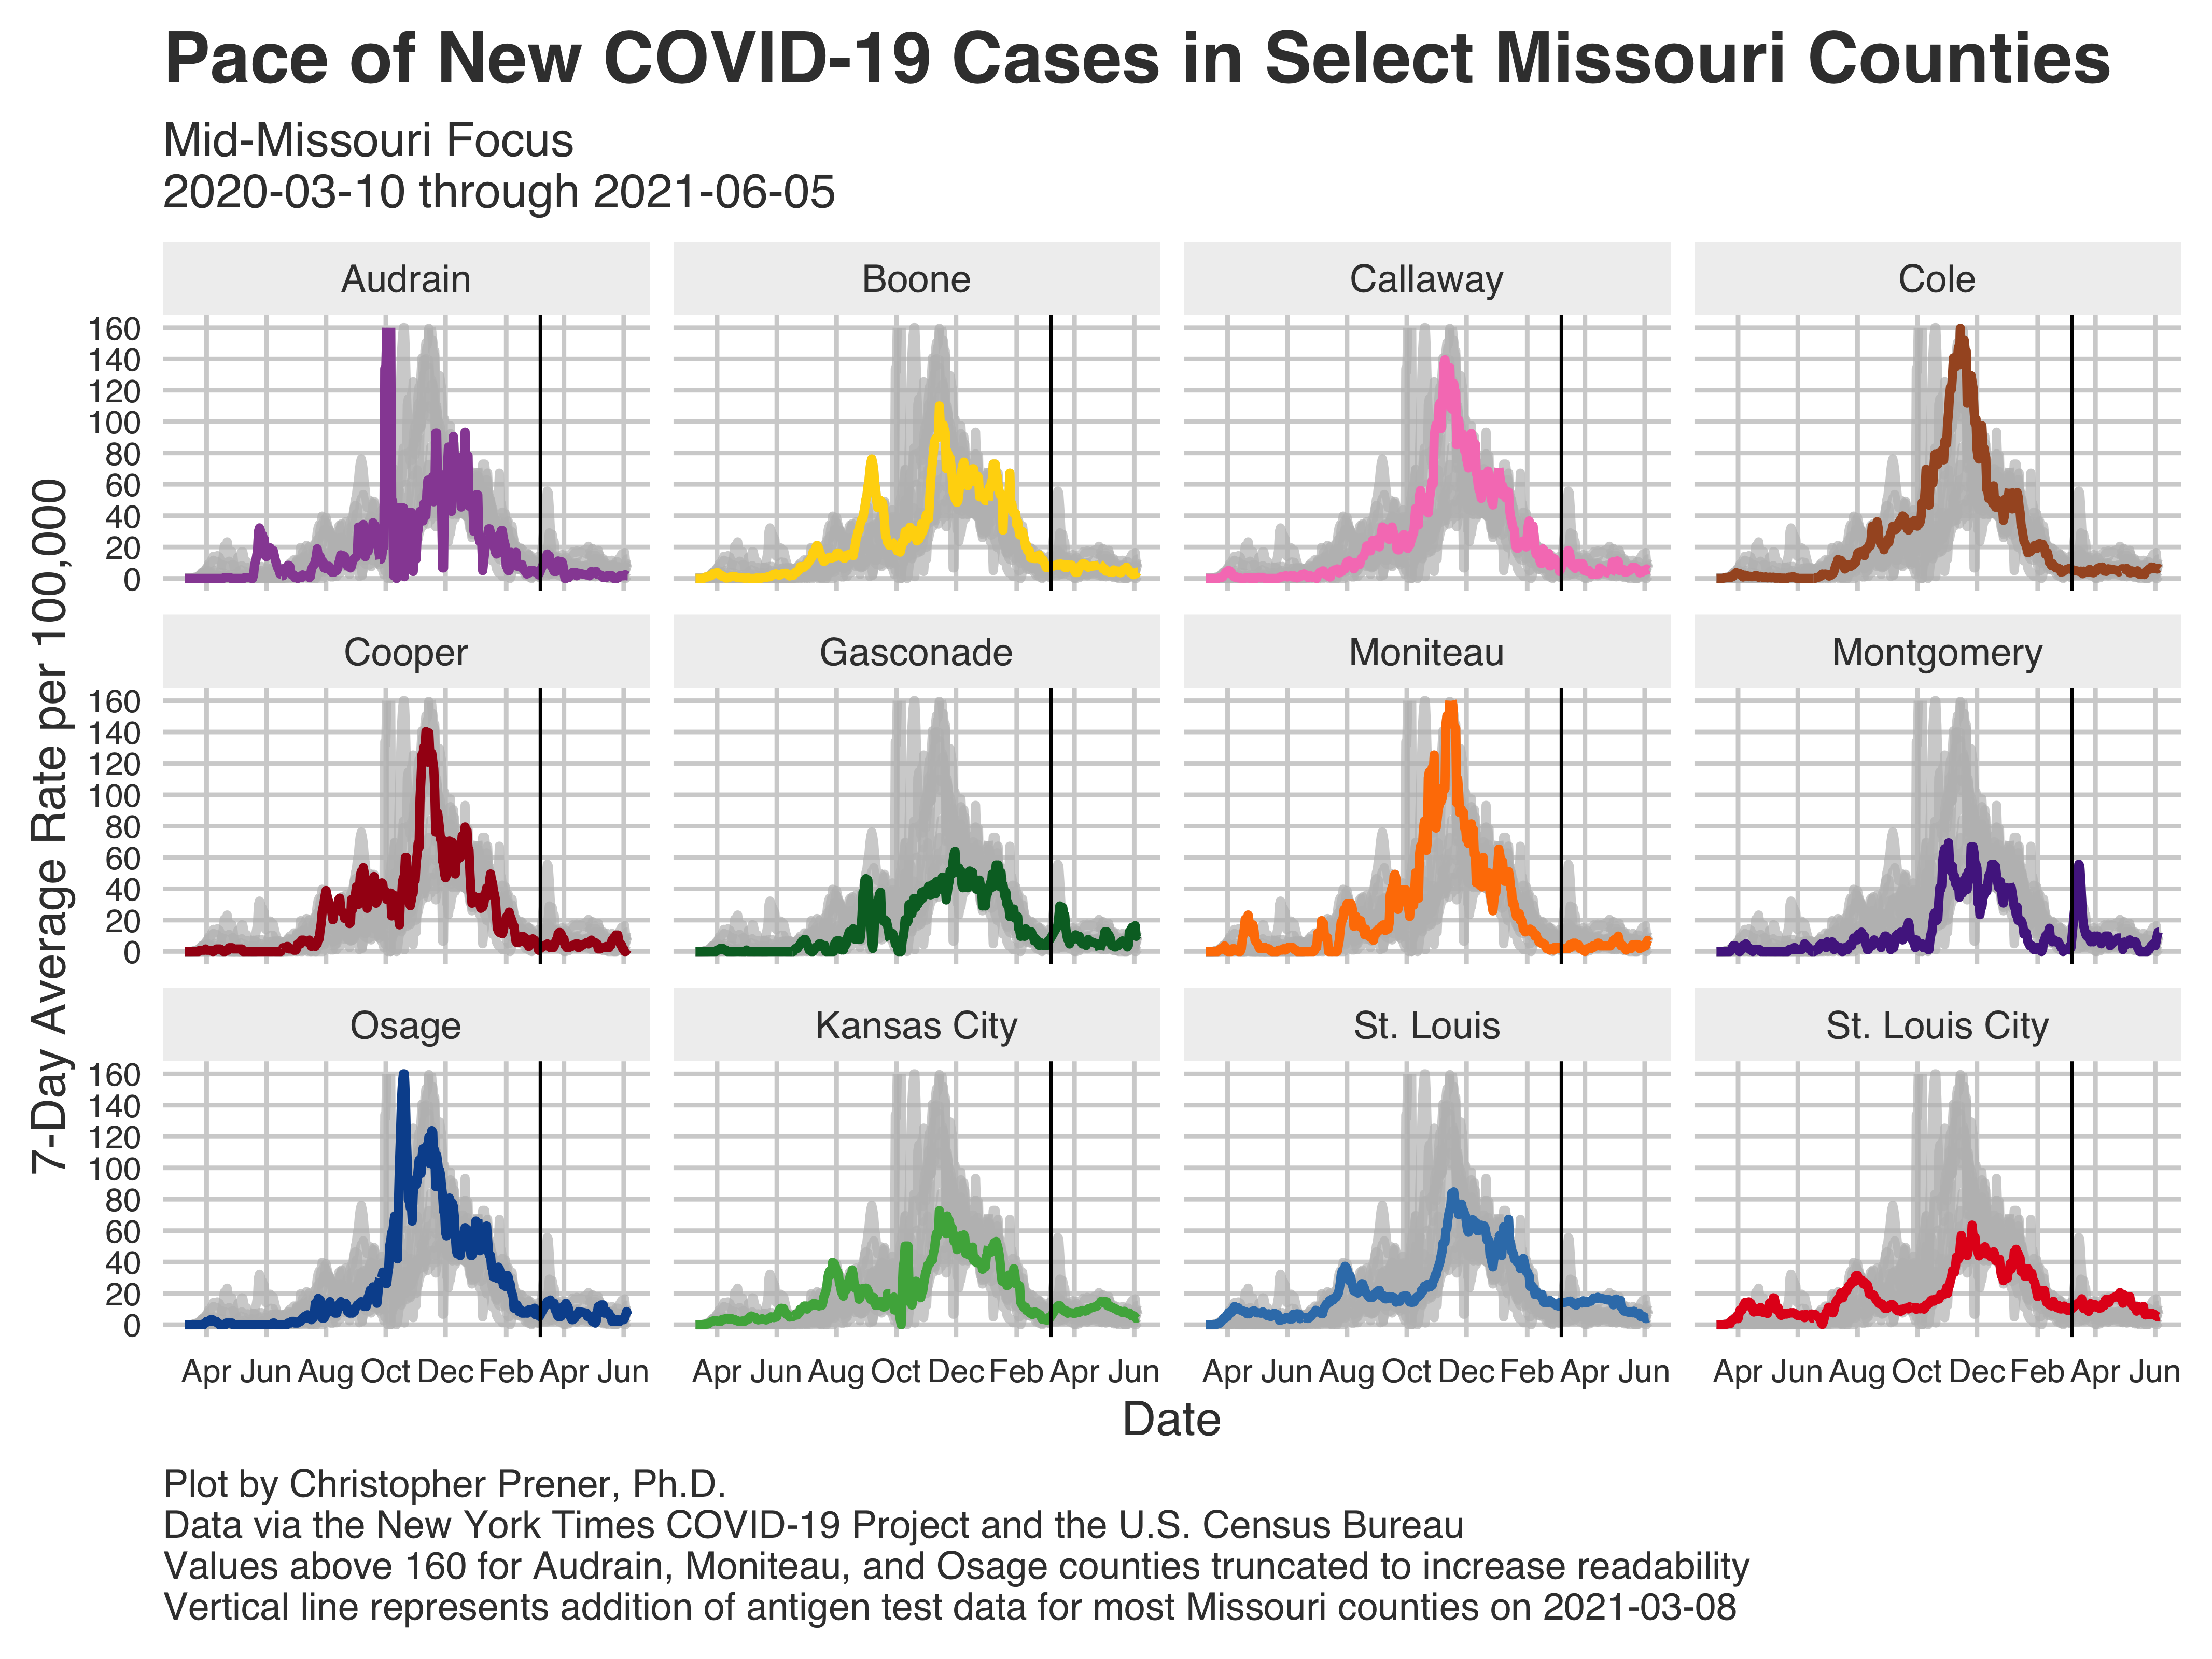 Pace of New COVID-19 Cases in Select Missouri Counties
Mid-Missouri Focus
2020-03-10 through 2021-06-05
7-Day Average Rate per 100,000
Audrain
Boone
Callaway
Cole
160
140
120
100
80
60
40
20
0
Cooper
Gasconade
Moniteau
Montgomery
160
140
120
100
80
60
40
20
0
Osage
Kansas City
St. Louis
St. Louis City
160
140
120
100
80
60
40
20
0
Apr Jun Aug Oct Dec Feb Apr Jun
Apr Jun Aug Oct Dec Feb Apr Jun
Apr Jun Aug Oct Dec Feb Apr Jun
Apr Jun Aug Oct Dec Feb Apr Jun
Date
Plot by Christopher Prener, Ph.D.
Data via the New York Times COVID-19 Project and the U.S. Census Bureau
Values above 160 for Audrain, Moniteau, and Osage counties truncated to increase readability
Vertical line represents addition of antigen test data for most Missouri counties on 2021-03-08